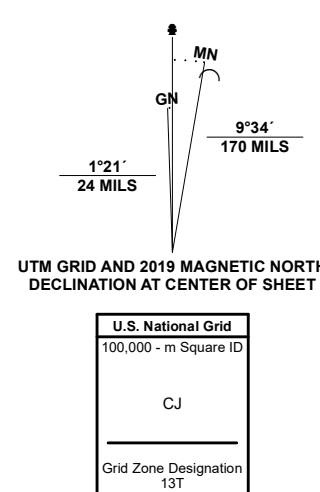 MN
GN
9°34´
170 MILS
1°21´
24 MILS
UTM GRID AND 2019 MAGNETIC NORTH
DECLINATION AT CENTER OF SHEET
U.S. National Grid
100,000 - m Square ID
CJ
Grid Zone Designation
13T